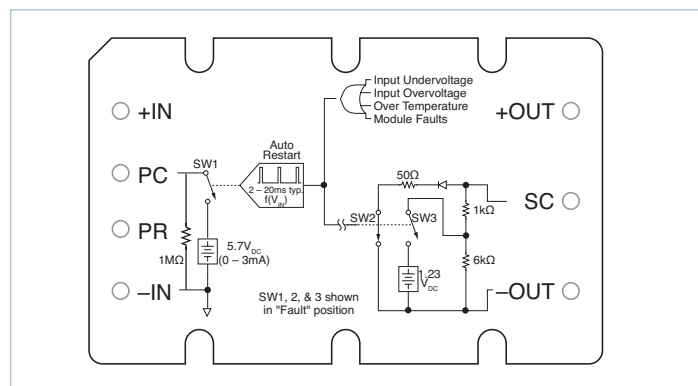 Input Undervoltage
Input Overvoltage
Over Temperature
Module Faults
+IN
+OUT
Auto
Restart
PC
SW1
2 – 20ms typ.
f(VIN)
50Ω
SC
1kΩ
SW2
SW3
PR
1MΩ
5.7VDC
(0 – 3mA)
1.23
VDC
6kΩ
–IN
–OUT
SW1, 2, & 3 shown
in "Fault" position